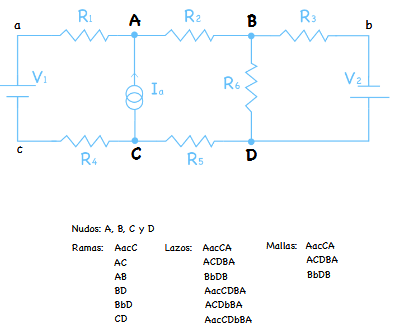 a R₁ A R₂ B R₃ b
V₁ Iₐ R₆ V₂
c R₄ C R₅ D
Nudos: A, B, C y D
Ramas: AacC Lazos: AacCA Mallas: AacCA
AC ACDBA ACDBA
AB BbDB BbDB
BD AacCDBA
BbD ACDbBA
CD AacCDbBA